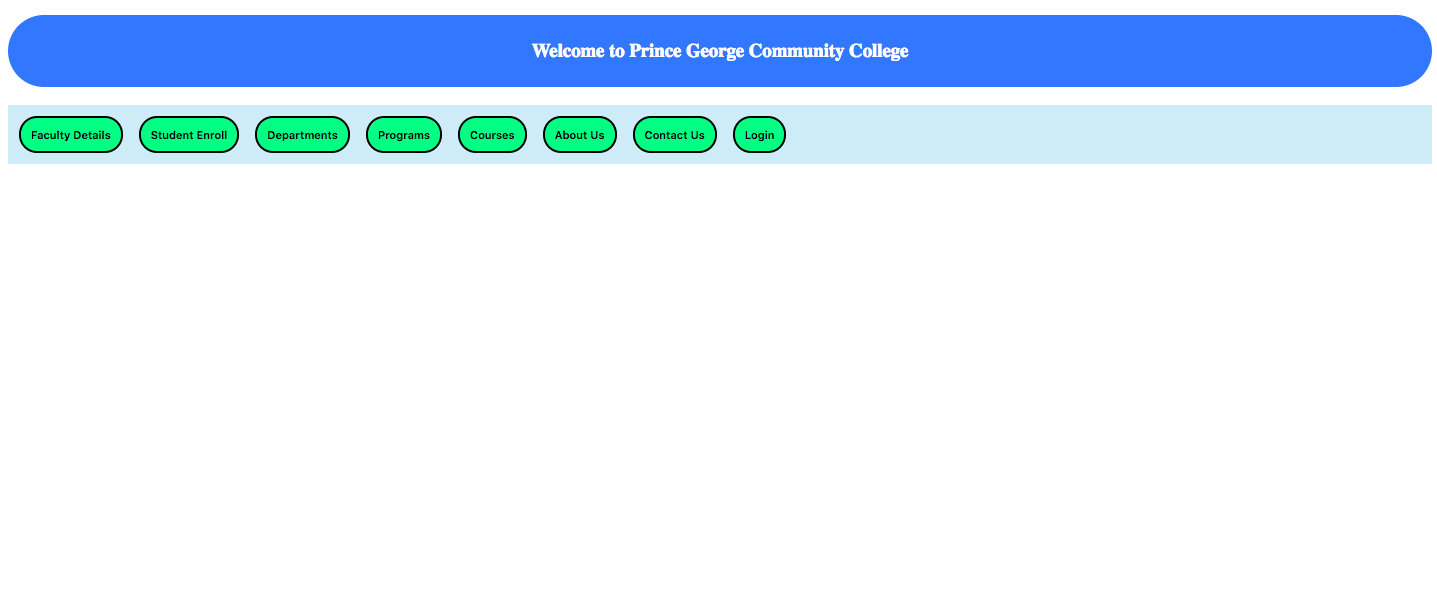 Welcome to Prince George Community College
Faculty Details Student Enroll Departments Programs Courses About Us Contact Us Login